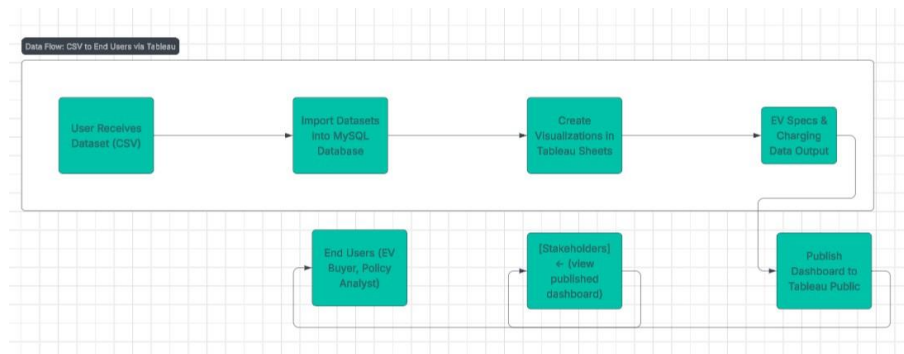 Data Flow: CSV to End Users via Tableau
User Receives
Dataset (CSV)
Import Datasets
into MySQL
Database
Create
Visualizations in
Tableau Sheets
EV Specs &
Charging
Data Output
End Users (EV
Buyer, Policy
Analyst)
[Stakeholders]
← (view
published
dashboard)
Publish
Dashboard to
Tableau Public